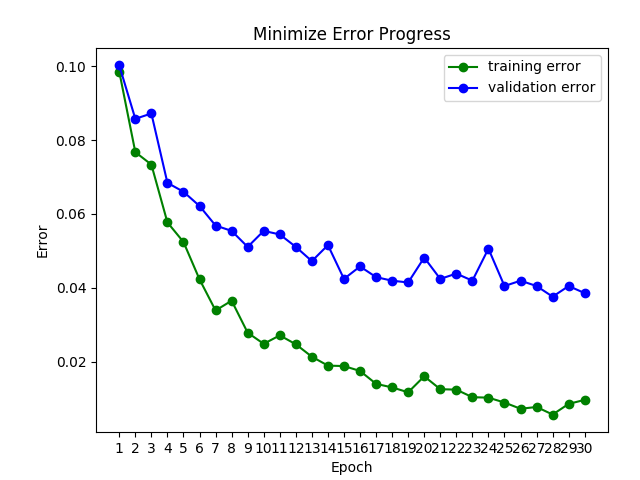 Minimize Error Progress
training error
validation error
0.10
0.08
0.06
0.04
0.02
Error
1 2 3 4 5 6 7 8 9 10 11 12 13 14 15 16 17 18 19 20 21 22 23 24 25 26 27 28 29 30
Epoch